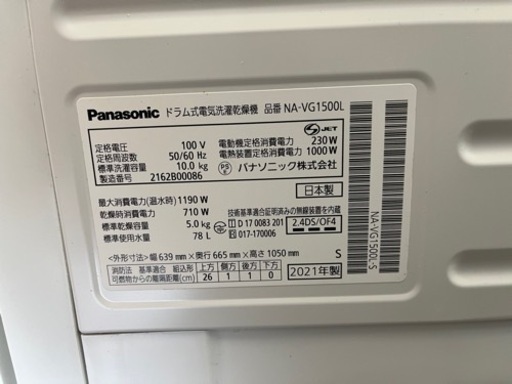 Panasonic ドラム式電気洗濯乾燥機 品番 NA-VG1500L
定格電圧 100 V
定格周波数 50/60 Hz
標準洗濯容量 10.0 kg
製造番号 2162B00086
S JET
電動機定格消費電力 230 W
電熱装置定格消費電力 1000 W
PS E パナソニック株式会社
日本製
最大消費電力(温水時) 1190 W
乾燥時消費電力 710 W
標準乾燥容量 5.0 kg
標準使用水量 78 L
技術基準適合証明済みの無線装置を内蔵
R T D 17 0083 201
017-170006
2.4DS/OF4
<外形寸法>幅 639 mm×奥行 665 mm×高さ 1050 mm S
消防法 基準適合 組込形
可燃物からの離隔距離(cm)
上方 側方 前方 後方 下方
26 1 1 0
2021年製
NA-VG1500L-S